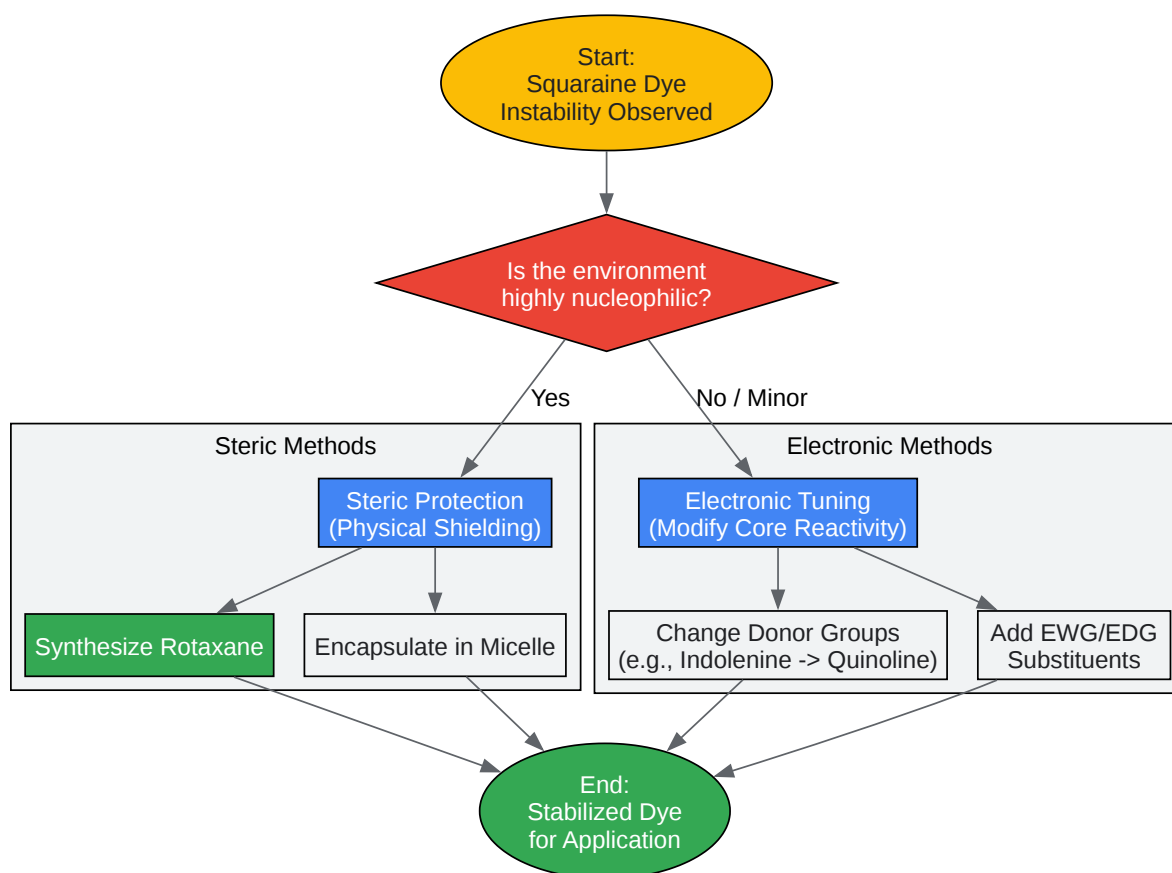 Start:
Squaraine Dye
Instability Observed
Is the environment
highly nucleophilic?
Yes
No / Minor
Steric Methods
Electronic Methods
Steric Protection
(Physical Shielding)
Electronic Tuning
(Modify Core Reactivity)
Synthesize Rotaxane
Encapsulate in Micelle
Change Donor Groups
(e.g., Indolenine -> Quinoline)
Add EWG/EDG
Substituents
End:
Stabilized Dye
for Application